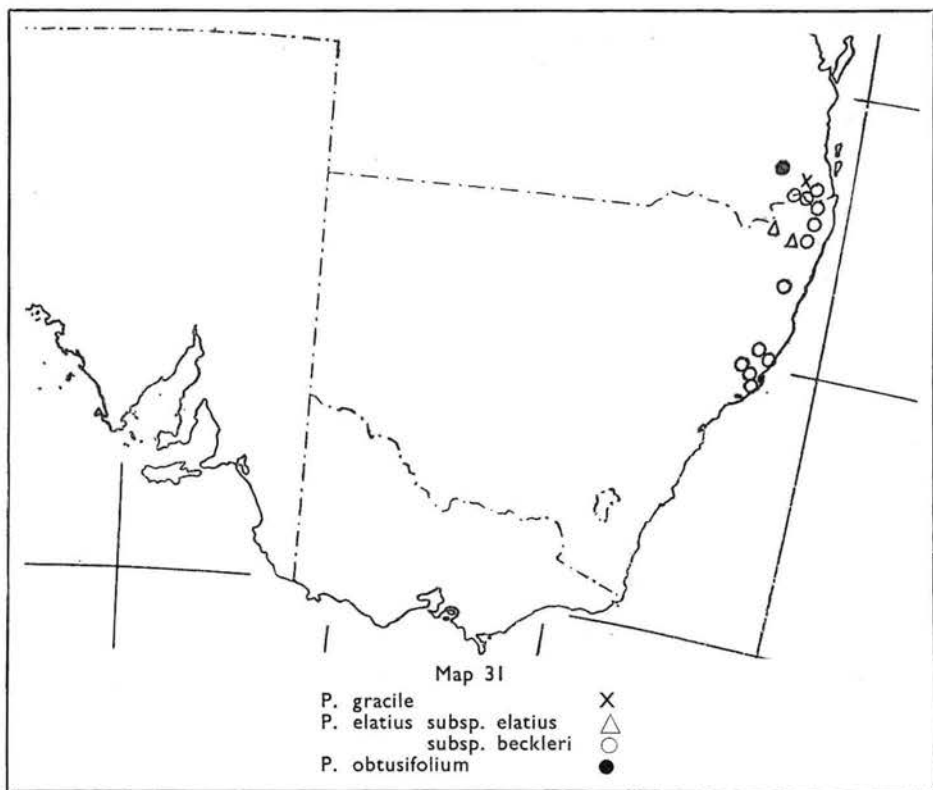 Map 31
P. gracile
P. elatius subsp. elatius
subsp. beckleri
P. obtusifolium